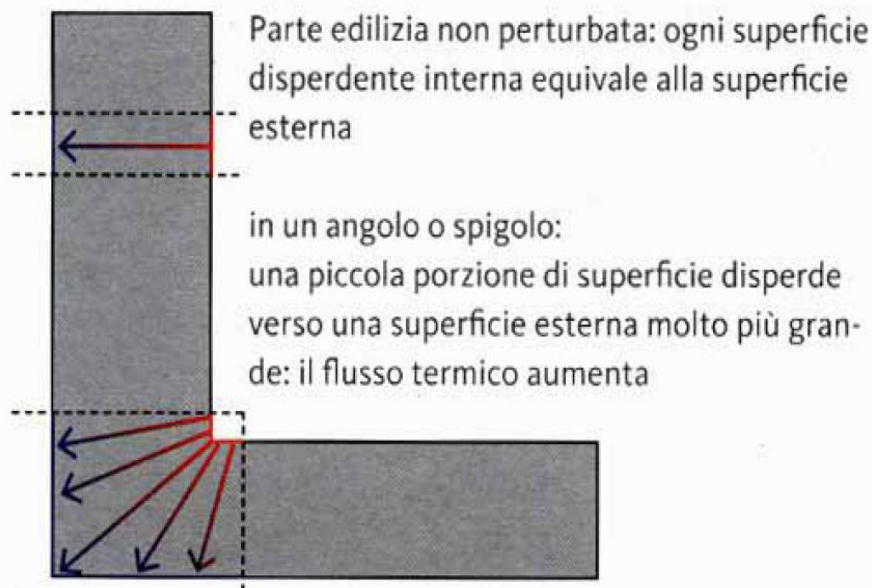 Parte edilizia non perturbata: ogni superficie
disperdente interna equivale alla superficie
esterna
in un angolo o spigolo:
una piccola porzione di superficie disperde
verso una superficie esterna molto più gran-
de: il flusso termico aumenta